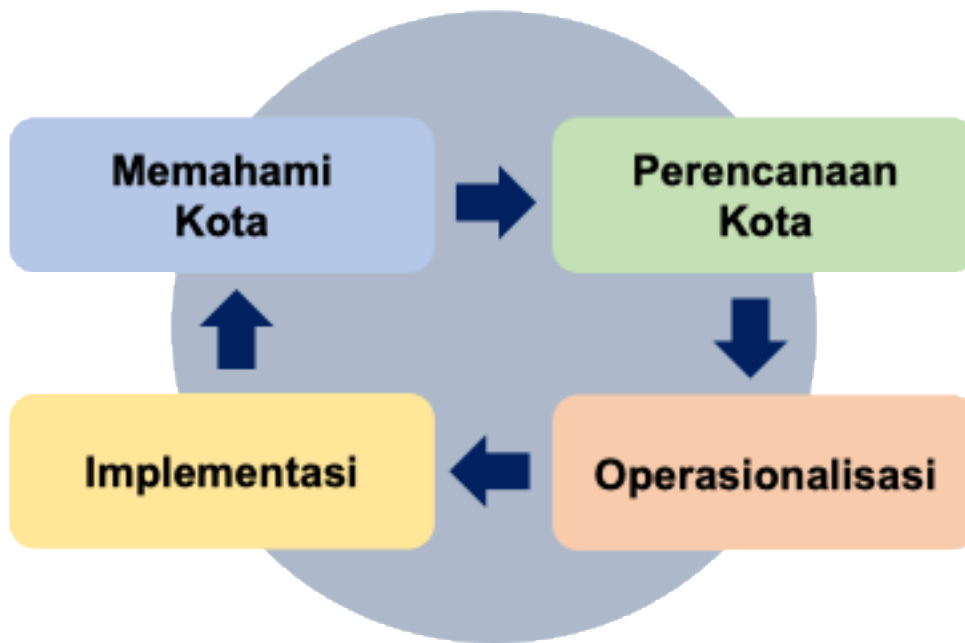 Memahami
Kota
Perencanaan
Kota
Implementasi
Operasionalisasi